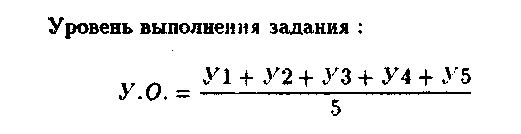 Уровень выполнения задания :
У.О. = (У1 + У2 + У3 + У4 + У5) / 5